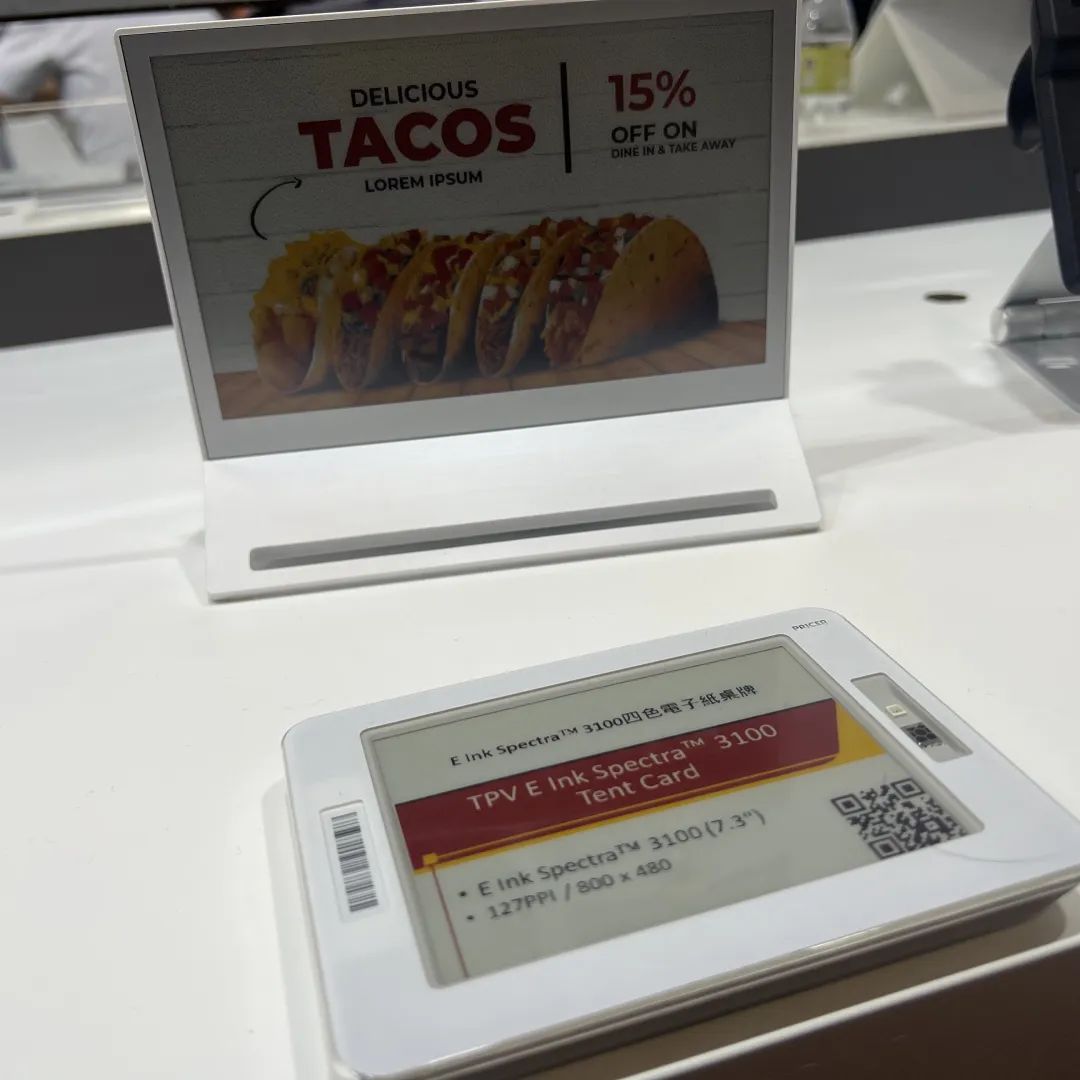 DELICIOUS
TACOS
LOREM IPSUM
15%
OFF ON
DINE IN & TAKE AWAY
PRICER
E Ink Spectra™ 3100四色電子紙桌牌
TPV E Ink Spectra™ 3100
Tent Card
• E Ink Spectra™ 3100 (7.3")
• 127PPI / 800 x 480